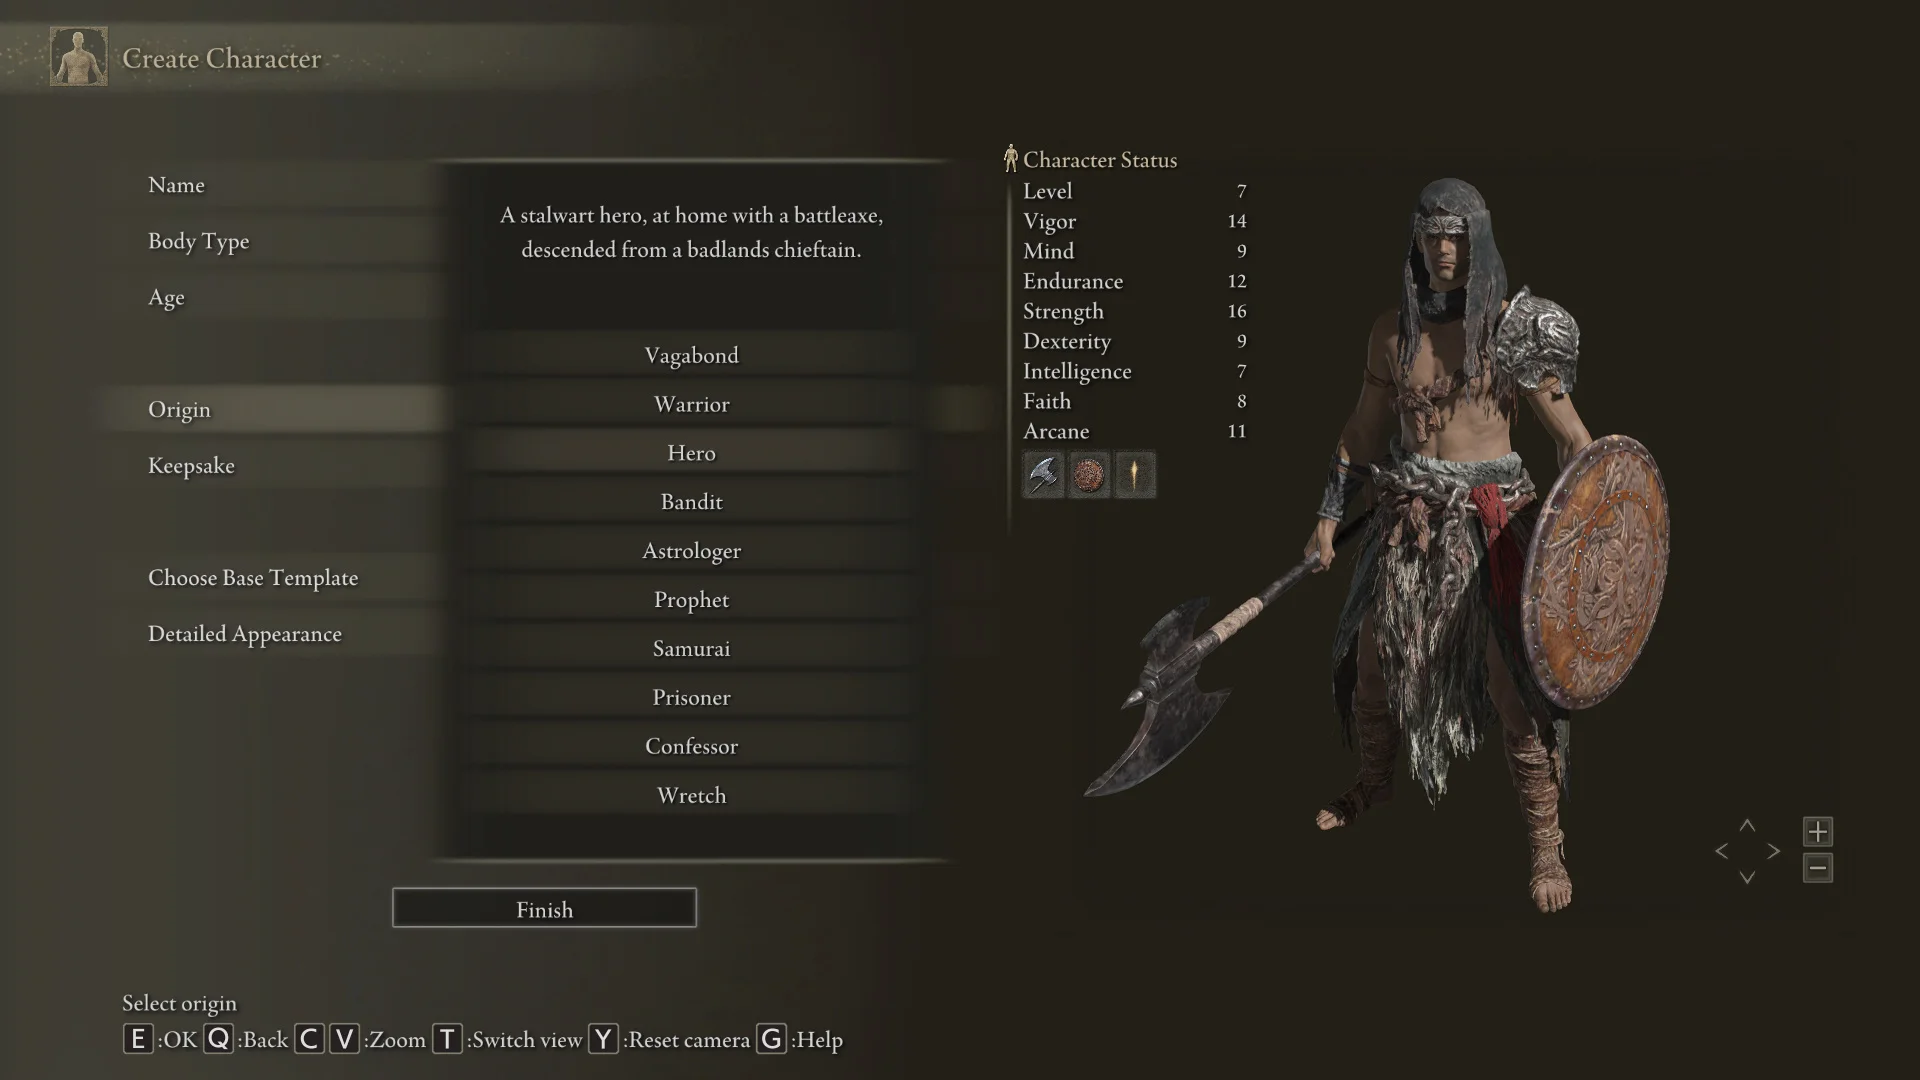 Create Character
Name
Body Type
Age
Origin
Keepsake
Choose Base Template
Detailed Appearance
A stalwart hero, at home with a battleaxe,
descended from a badlands chieftain.
Vagabond
Warrior
Hero
Bandit
Astrologer
Prophet
Samurai
Prisoner
Confessor
Wretch
Finish
Character Status
Level 7
Vigor 14
Mind 9
Endurance 12
Strength 16
Dexterity 9
Intelligence 7
Faith 8
Arcane 11
Select origin
E :OK Q :Back C V :Zoom T :Switch view Y :Reset camera G :Help